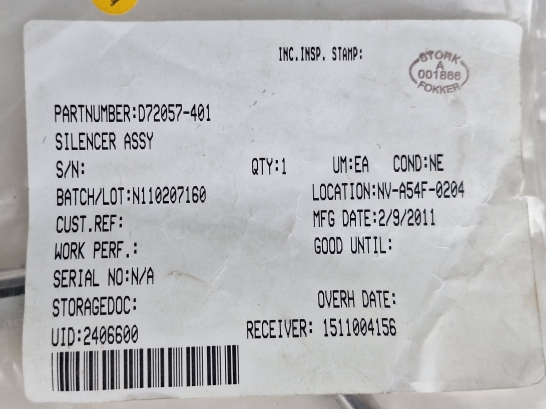 INC.INSP. STAMP:
STORK
A
001886
FOKKER
PARTNUMBER:D72057-401
SILENCER ASSY
S/N: QTY:1 UM:EA COND:NE
BATCH/LOT:N110207160 LOCATION:NV-A54F-0204
CUST.REF: MFG DATE:2/9/2011
WORK PERF.: GOOD UNTIL:
SERIAL NO:N/A
STORAGEDOC: OVERH DATE:
UID:2406600 RECEIVER: 1511004156